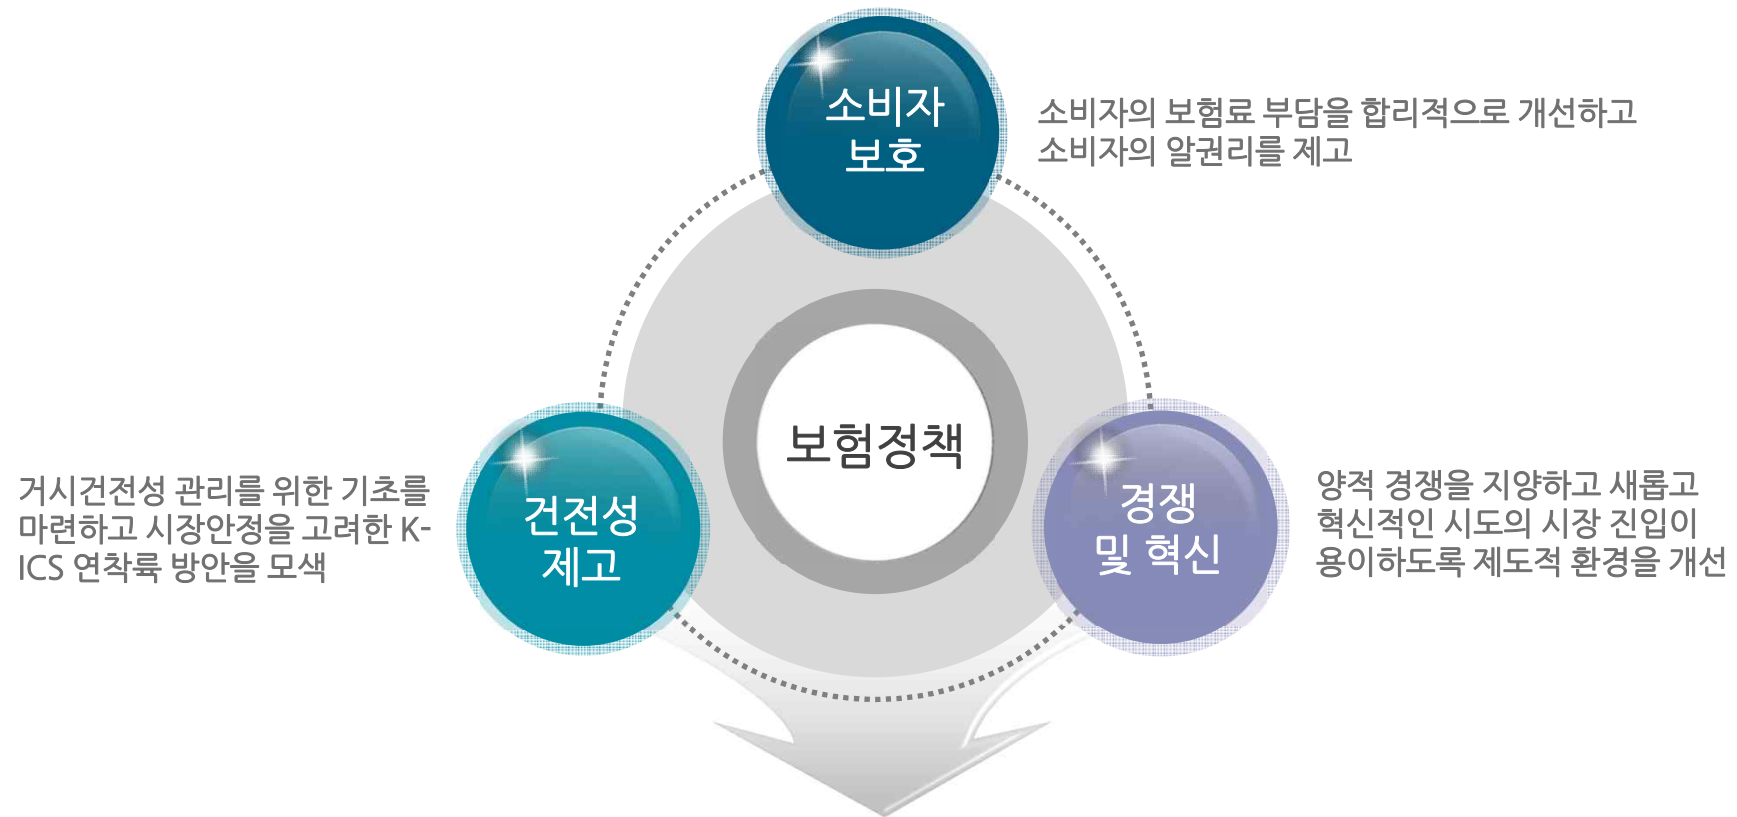 소비자
보호
소비자의 보험료 부담을 합리적으로 개선하고
소비자의 알권리를 제고
보험정책
거시건전성 관리를 위한 기초를
마련하고 시장안정을 고려한 K-
ICS 연착륙 방안을 모색
건전성
제고
경쟁
및 혁신
양적 경쟁을 지양하고 새롭고
혁신적인 시도의 시장 진입이
용이하도록 제도적 환경을 개선